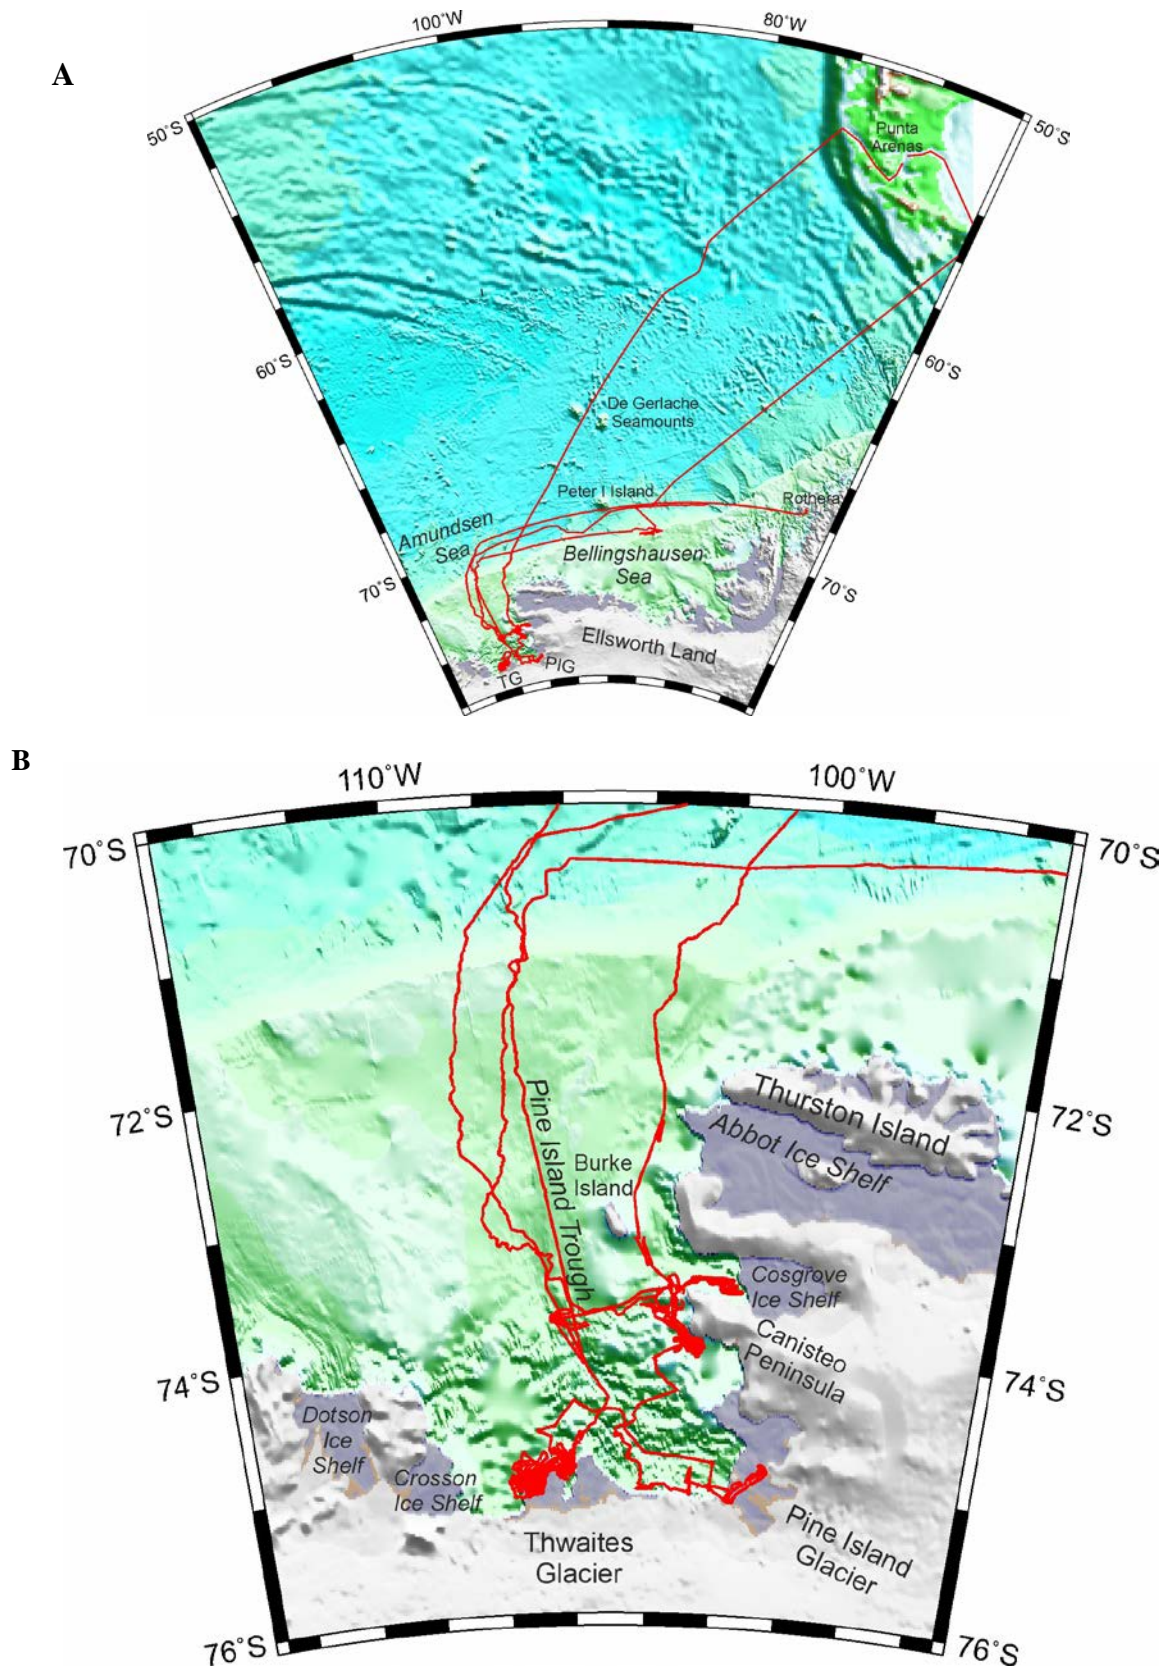 A
100°W
80°W
50°S
50°S
Punta
Arenas
60°S
60°S
De Gerlache
Seamounts
Peter I Island
Rothera
Amundsen
Sea
Bellingshausen
Sea
70°S
70°S
Ellsworth Land
PIG
TG
B
110°W
100°W
70°S
70°S
Thurston Island
Abbot Ice Shelf
72°S
72°S
Pine Island Trough
Burke
Island
Cosgrove
Ice Shelf
Canisteo
Peninsula
74°S
74°S
Dotson
Ice
Shelf
Crosson
Ice Shelf
Thwaites
Glacier
Pine Island
Glacier
76°S
76°S